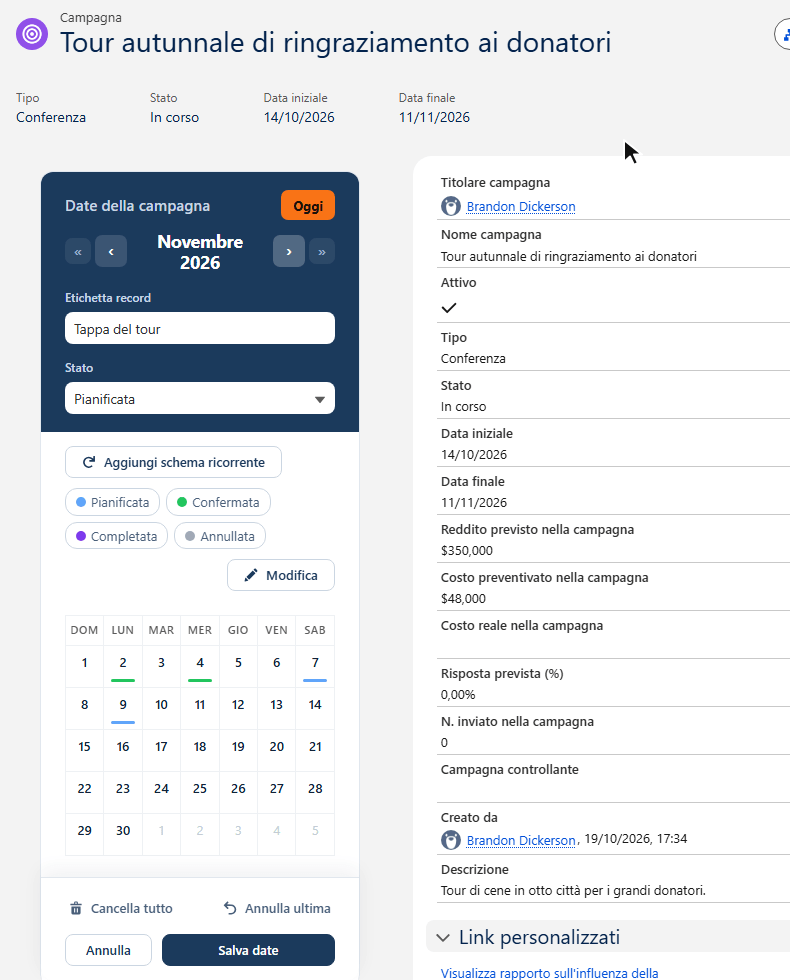 Campagna
Tour autunnale di ringraziamento ai donatori
Tipo
Conferenza
Stato
In corso
Data iniziale
14/10/2026
Data finale
11/11/2026
Date della campagna
Oggi
« ‹ Novembre 2026 › »
Etichetta record
Tappa del tour
Stato
Pianificata
Aggiungi schema ricorrente
Pianificata
Confermata
Completata
Annullata
Modifica
DOM LUN MAR MER GIO VEN SAB
1 2 3 4 5 6 7
8 9 10 11 12 13 14
15 16 17 18 19 20 21
22 23 24 25 26 27 28
29 30 1 2 3 4 5
Cancella tutto
Annulla ultima
Annulla
Salva date
Titolare campagna
Brandon Dickerson
Nome campagna
Tour autunnale di ringraziamento ai donatori
Attivo
Tipo
Conferenza
Stato
In corso
Data iniziale
14/10/2026
Data finale
11/11/2026
Reddito previsto nella campagna
$350,000
Costo preventivato nella campagna
$48,000
Costo reale nella campagna
Risposta prevista (%)
0,00%
N. inviato nella campagna
0
Campagna controllante
Creato da
Brandon Dickerson, 19/10/2026, 17:34
Descrizione
Tour di cene in otto città per i grandi donatori.
Link personalizzati
Visualizza rapporto sull'influenza della